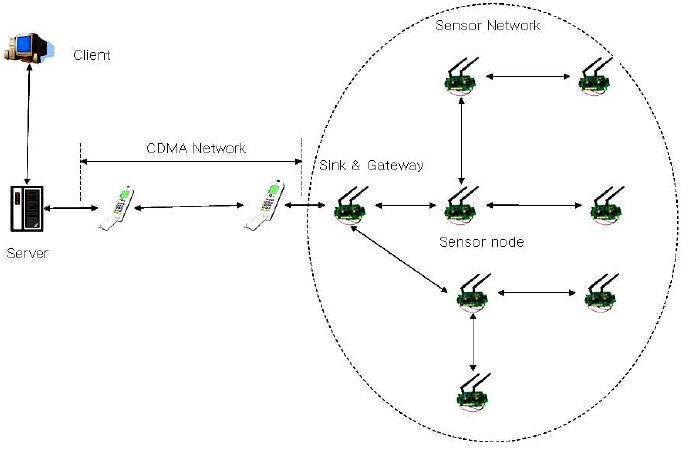 Sensor Network
Client
CDMA Network
Sink & Gateway
Sensor node
Server